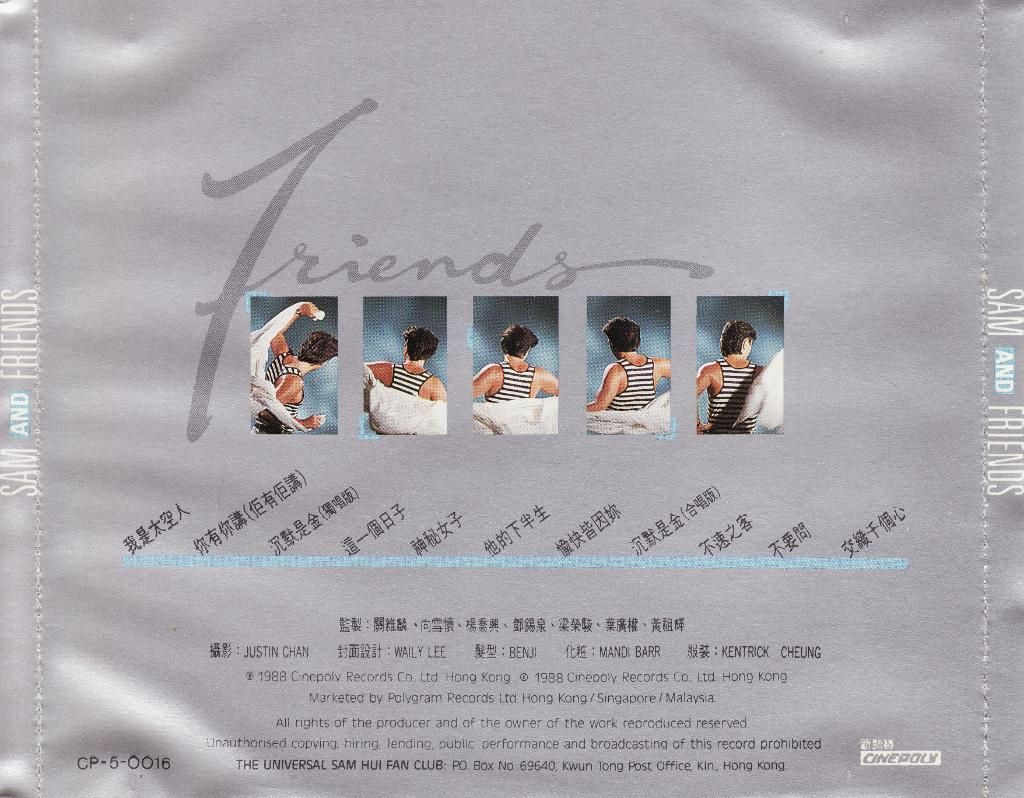 Friends
SAM AND FRIENDS
SAM AND FRIENDS
我是太空人
你有你講(佢有佢講)
沉默是金(獨唱版)
這一個日子
神秘女子
他的下半生
愉快皆因妳
沉默是金(合唱版)
不速之客
不要問
交織千個心
監製：關維麟、向雪懷、楊喬興、鄧錫泉、梁榮駿、葉廣權、黃祖輝
攝影：JUSTIN CHAN 封面設計：WAILY LEE 髮型：BENJI 化粧：MANDI BARR 服裝：KENTRICK CHEUNG
℗ 1988 Cinepoly Records Co. Ltd. Hong Kong © 1988 Cinepoly Records Co. Ltd. Hong Kong
Marketed by Polygram Records Ltd. Hong Kong/Singapore/Malaysia
All rights of the producer and of the owner of the work reproduced reserved
Unauthorised copying, hiring, lending, public performance and broadcasting of this record prohibited
THE UNIVERSAL SAM HUI FAN CLUB: P.O. Box No. 69640, Kwun Tong Post Office, Kln., Hong Kong.
CP-5-0016
新藝寶
CINEPOLY